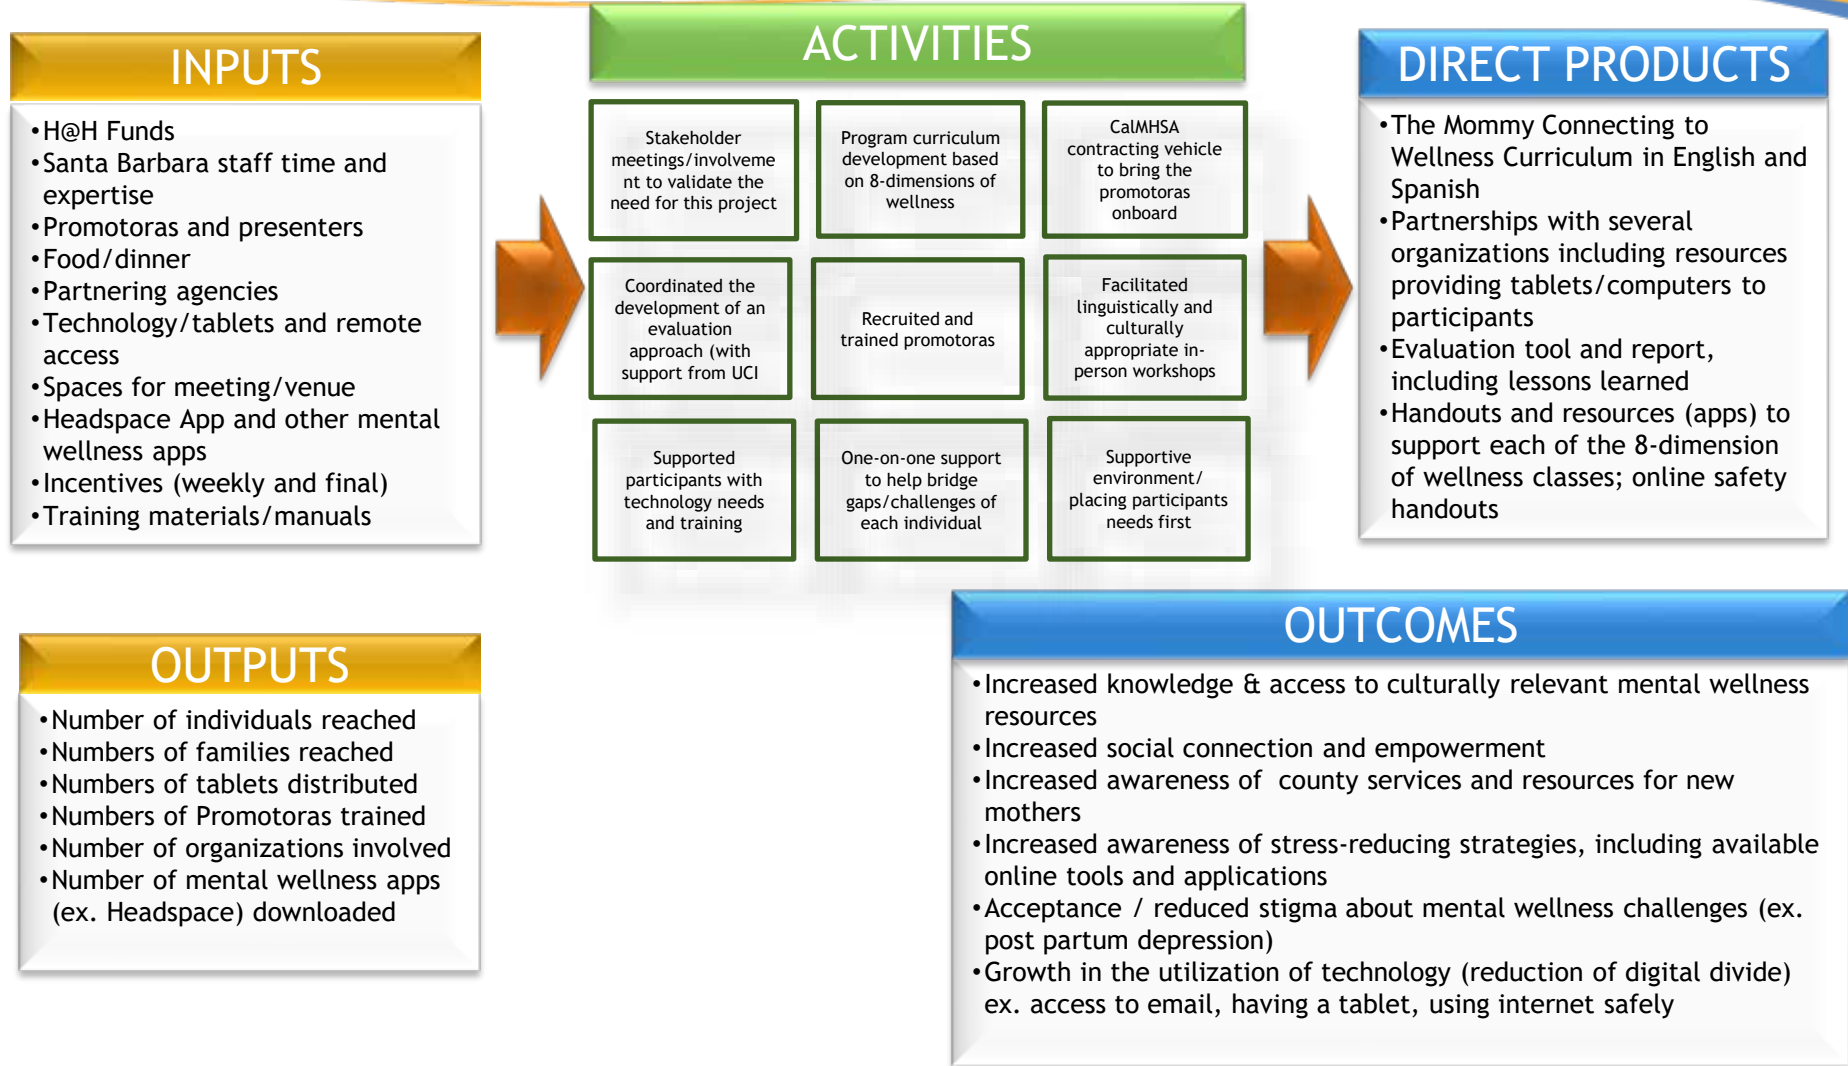 INPUTS
•H@H Funds
•Santa Barbara staff time and
expertise
•Promotoras and presenters
•Food/dinner
•Partnering agencies
•Technology/tablets and remote
access
•Spaces for meeting/venue
•Headspace App and other mental
wellness apps
•Incentives (weekly and final)
•Training materials/manuals
ACTIVITIES
Stakeholder
meetings/involveme
nt to validate the
need for this project
Program curriculum
development based
on 8-dimensions of
wellness
CalMHSA
contracting vehicle
to bring the
promotoras
onboard
Coordinated the
development of an
evaluation
approach (with
support from UCI
Recruited and
trained promotoras
Facilitated
linguistically and
culturally
appropriate in-
person workshops
Supported
participants with
technology needs
and training
One-on-one support
to help bridge
gaps/challenges of
each individual
Supportive
environment/
placing participants
needs first
DIRECT PRODUCTS
•The Mommy Connecting to
Wellness Curriculum in English and
Spanish
•Partnerships with several
organizations including resources
providing tablets/computers to
participants
•Evaluation tool and report,
including lessons learned
•Handouts and resources (apps) to
support each of the 8-dimension
of wellness classes; online safety
handouts
OUTPUTS
•Number of individuals reached
•Numbers of families reached
•Numbers of tablets distributed
•Numbers of Promotoras trained
•Number of organizations involved
•Number of mental wellness apps
(ex. Headspace) downloaded
OUTCOMES
•Increased knowledge & access to culturally relevant mental wellness
resources
•Increased social connection and empowerment
•Increased awareness of county services and resources for new
mothers
•Increased awareness of stress-reducing strategies, including available
online tools and applications
•Acceptance / reduced stigma about mental wellness challenges (ex.
post partum depression)
•Growth in the utilization of technology (reduction of digital divide)
ex. access to email, having a tablet, using internet safely